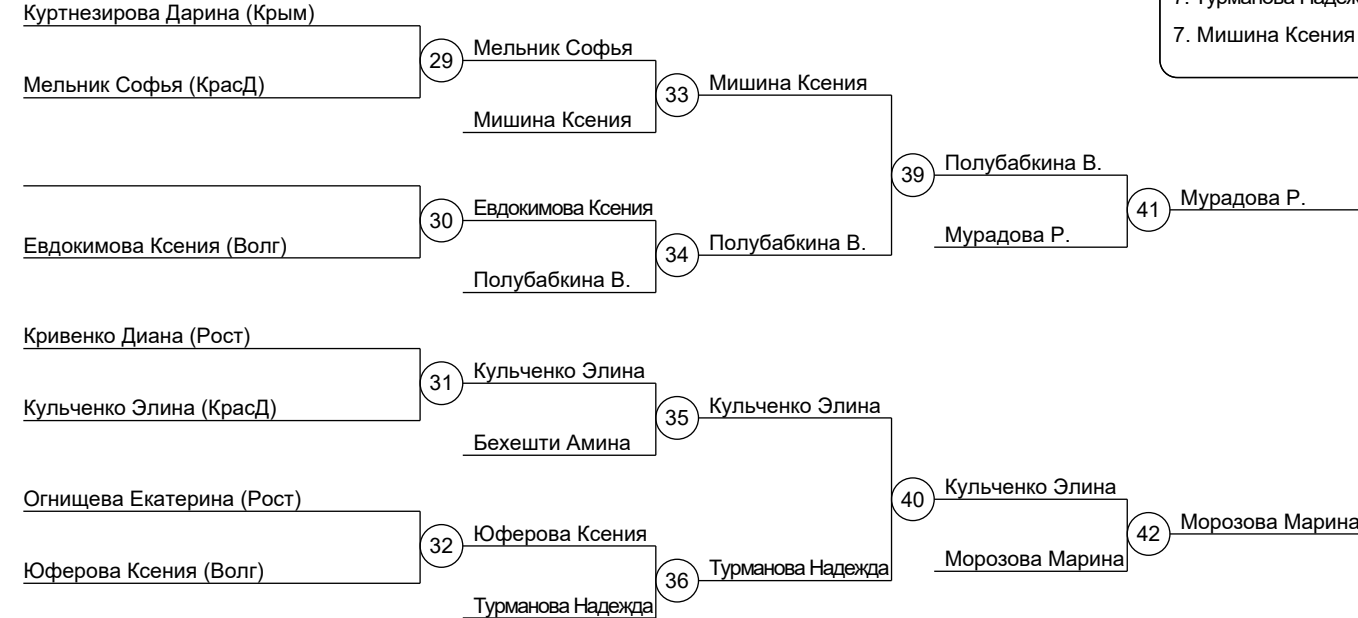 Куртнезирова Дарина (Крым)
7. Мишина Ксения
29
Мельник Софья
Мельник Софья (КрасД)
33
Мишина Ксения
Мишина Ксения
39
Полубабкина В.
30
Евдокимова Ксения
41
Мурадова Р.
Евдокимова Ксения (Волг)
34
Полубабкина В.
Мурадова Р.
Полубабкина В.
Кривенко Диана (Рост)
31
Кульченко Элина
Кульченко Элина (КрасД)
35
Кульченко Элина
Бехешти Амина
Огнищева Екатерина (Рост)
40
Кульченко Элина
32
Юферова Ксения
42
Морозова Марина
Юферова Ксения (Волг)
36
Турманова Надежда
Морозова Марина
Турманова Надежда